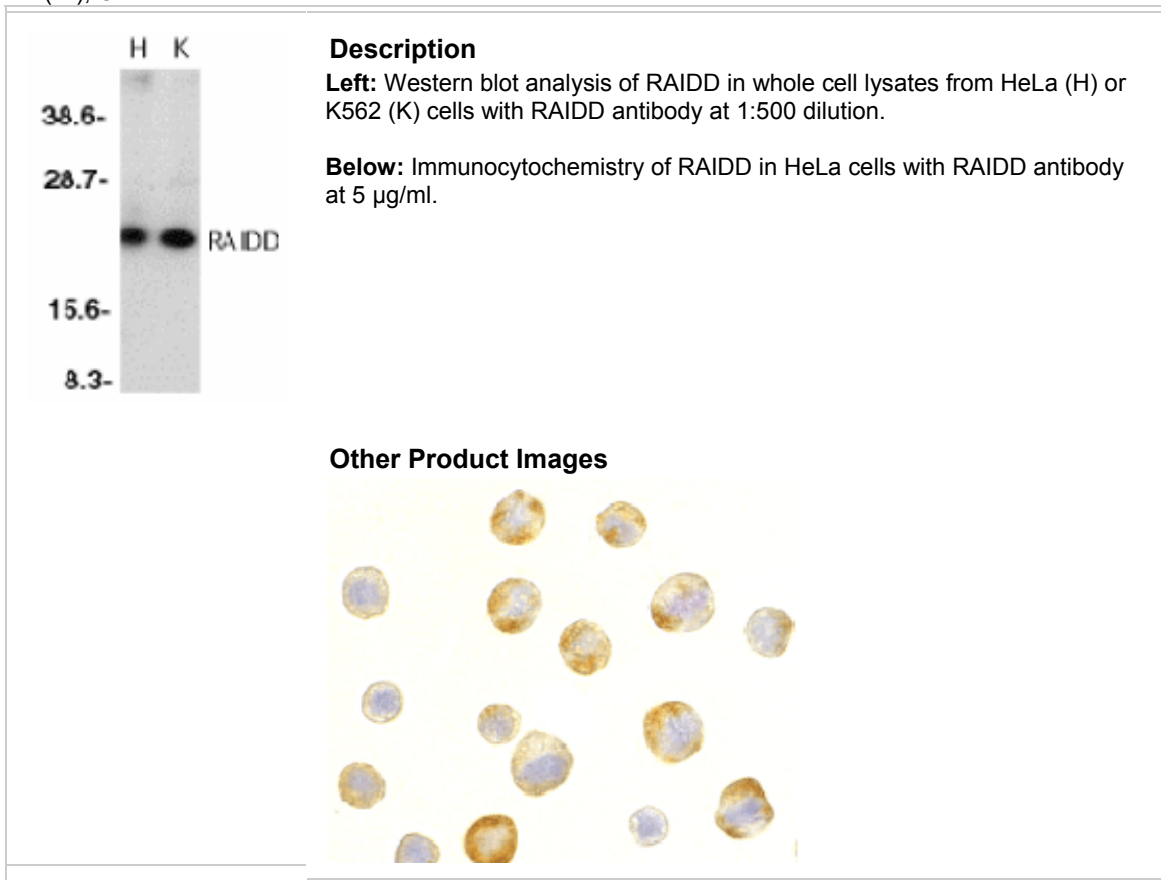 H K
38.6-
28.7-
RAIDD
15.6-
8.3-
Description
Left: Western blot analysis of RAIDD in whole cell lysates from HeLa (H) or
K562 (K) cells with RAIDD antibody at 1:500 dilution.
Below: Immunocytochemistry of RAIDD in HeLa cells with RAIDD antibody
at 5 µg/ml.
Other Product Images